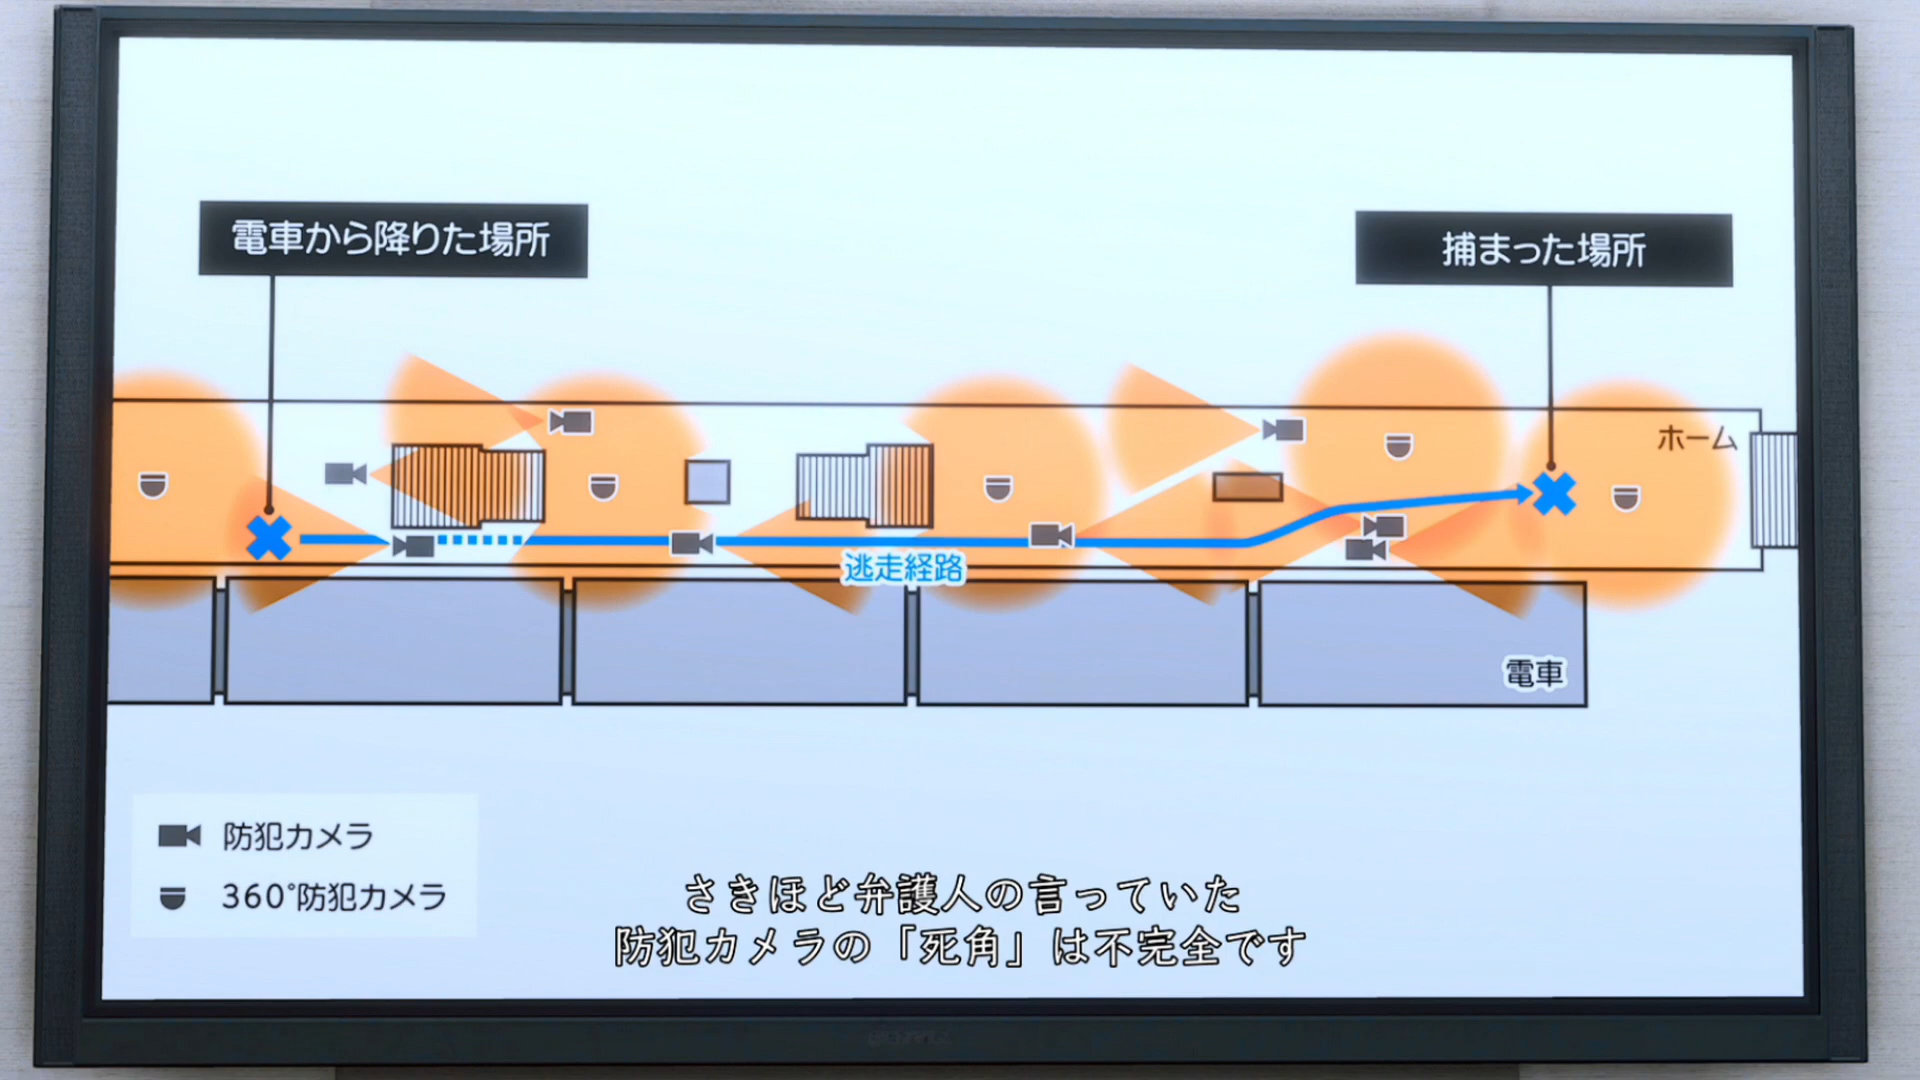 電車から降りた場所
捕まった場所
ホーム
逃走経路
電車
防犯カメラ
360°防犯カメラ
さきほど弁護人の言っていた
防犯カメラの「死角」は不完全です